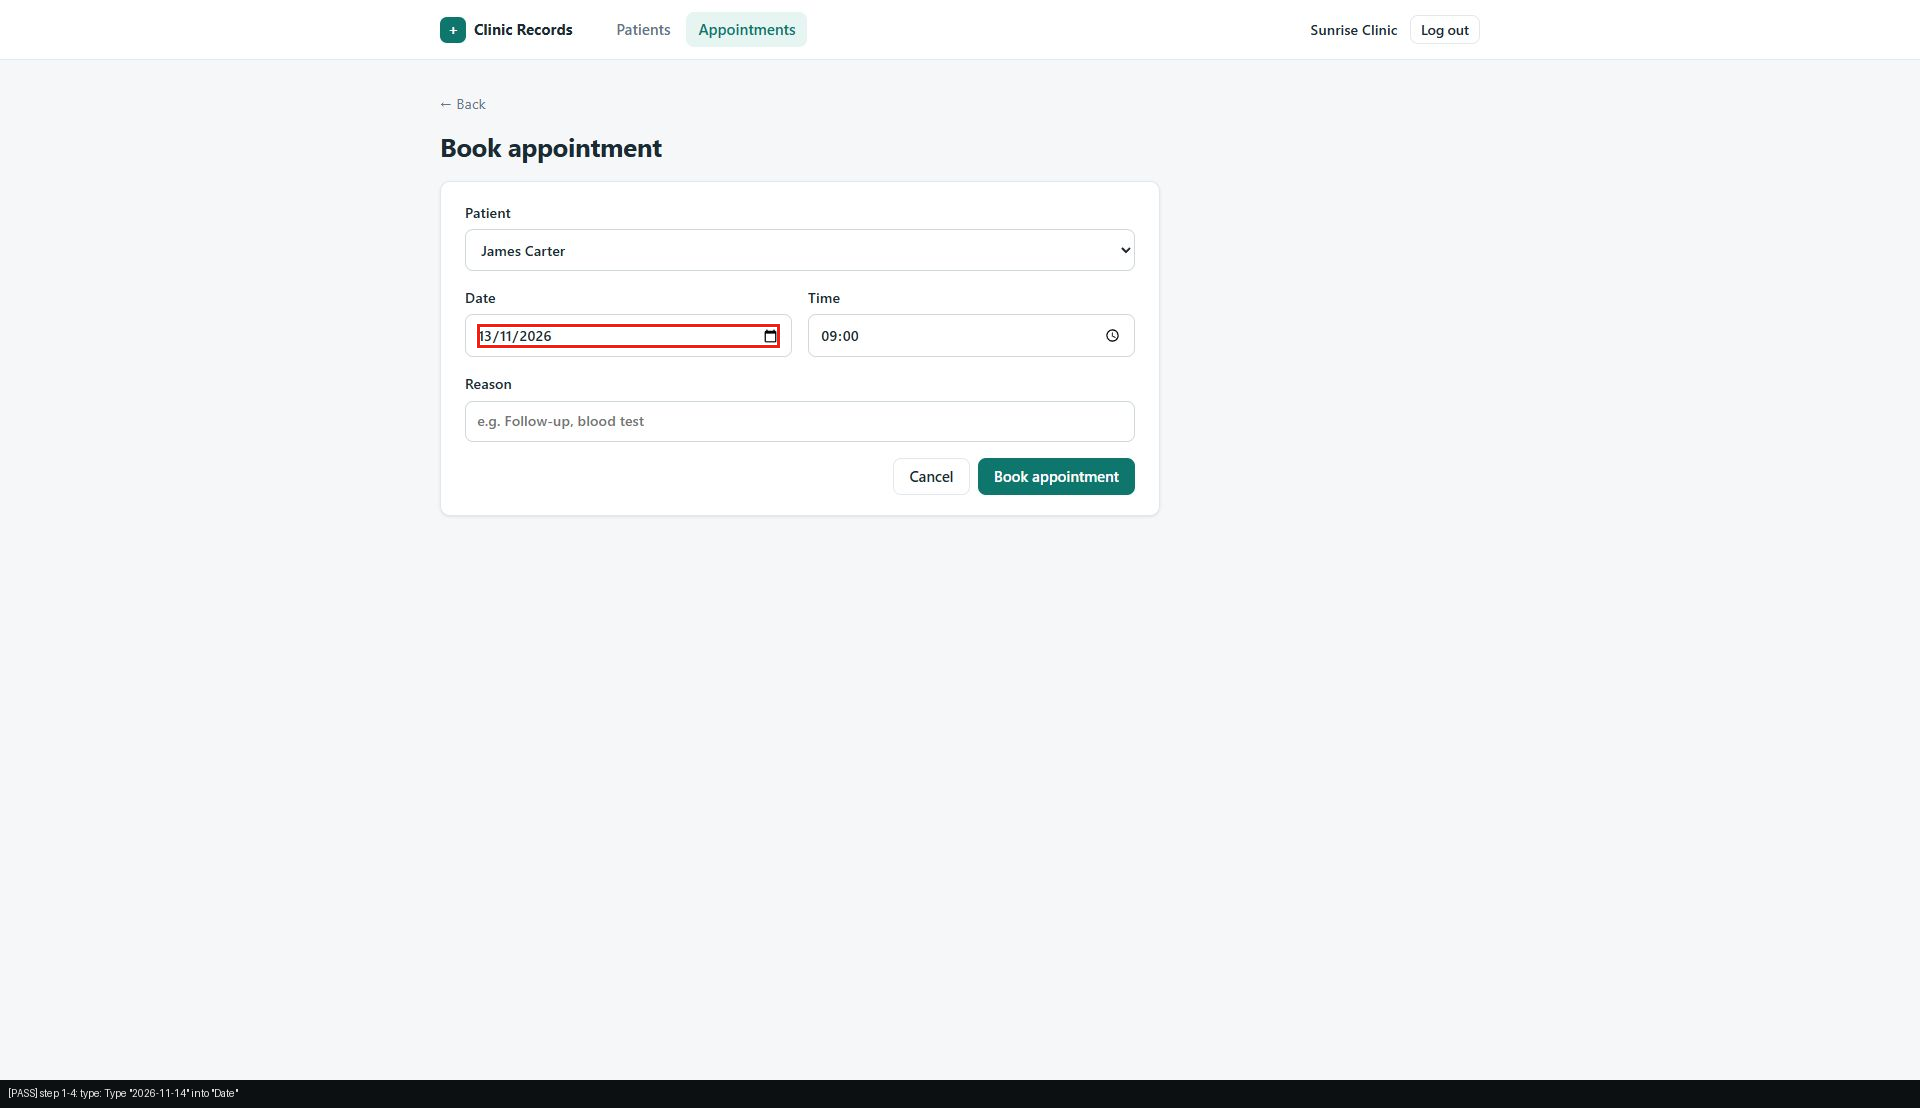 + Clinic Records Patients Appointments Sunrise Clinic Log out
← Back
Book appointment
Patient
James Carter
Date Time
13/11/2026 09:00
Reason
e.g. Follow-up, blood test
Cancel Book appointment
[PASS] step 1-4: type: Type "2026-11-14" into "Date"